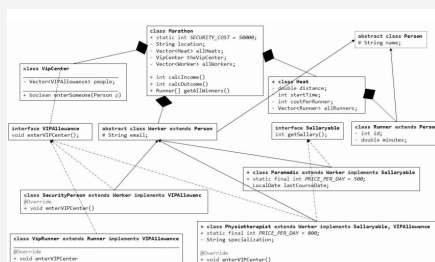 class Marathon
+ static int SECURITY_COST = 50000;
- String location;
- Vector<Heat> allHeats;
- VipCenter theVipCenter;
- Vector<Worker> allWorkers;
+ int calcIncome()
+ int calcOutcome()
+ Runner[] getAllWinners()
abstract class Person
# String name;
class VipCenter
- Vector<VIPAllowance> people;
+ boolean enterSomeone(Person p)
+ class Heat
- double distance;
- int startTime;
- int costPerRunner;
- Vector<Runner> allRunners;
interface VIPAllowance
void enterVIPCenter();
abstract class Worker extends Person
# String email;
interface Sallaryable
int getSallary();
class Runner extends Person
- int id;
- double minutes;
class SecurityPerson extends Worker implements VIPAllowance
@Override
+ void enterVIPCenter()
+ class Paramedic extends Worker implements Sallaryable
+ static final int PRICE_PER_DAY = 500;
- LocalDate lastCourseDate;
class VipRunner extends Runner implements VIPAllowance
@Override
+ void enterVIPCenter
+ class Physiotherapist extends Worker implements Sallaryable, VIPAllowance
+ static final int PRICE_PER_DAY = 800;
- String specialization;
@Override
+ void enterVIPCenter()